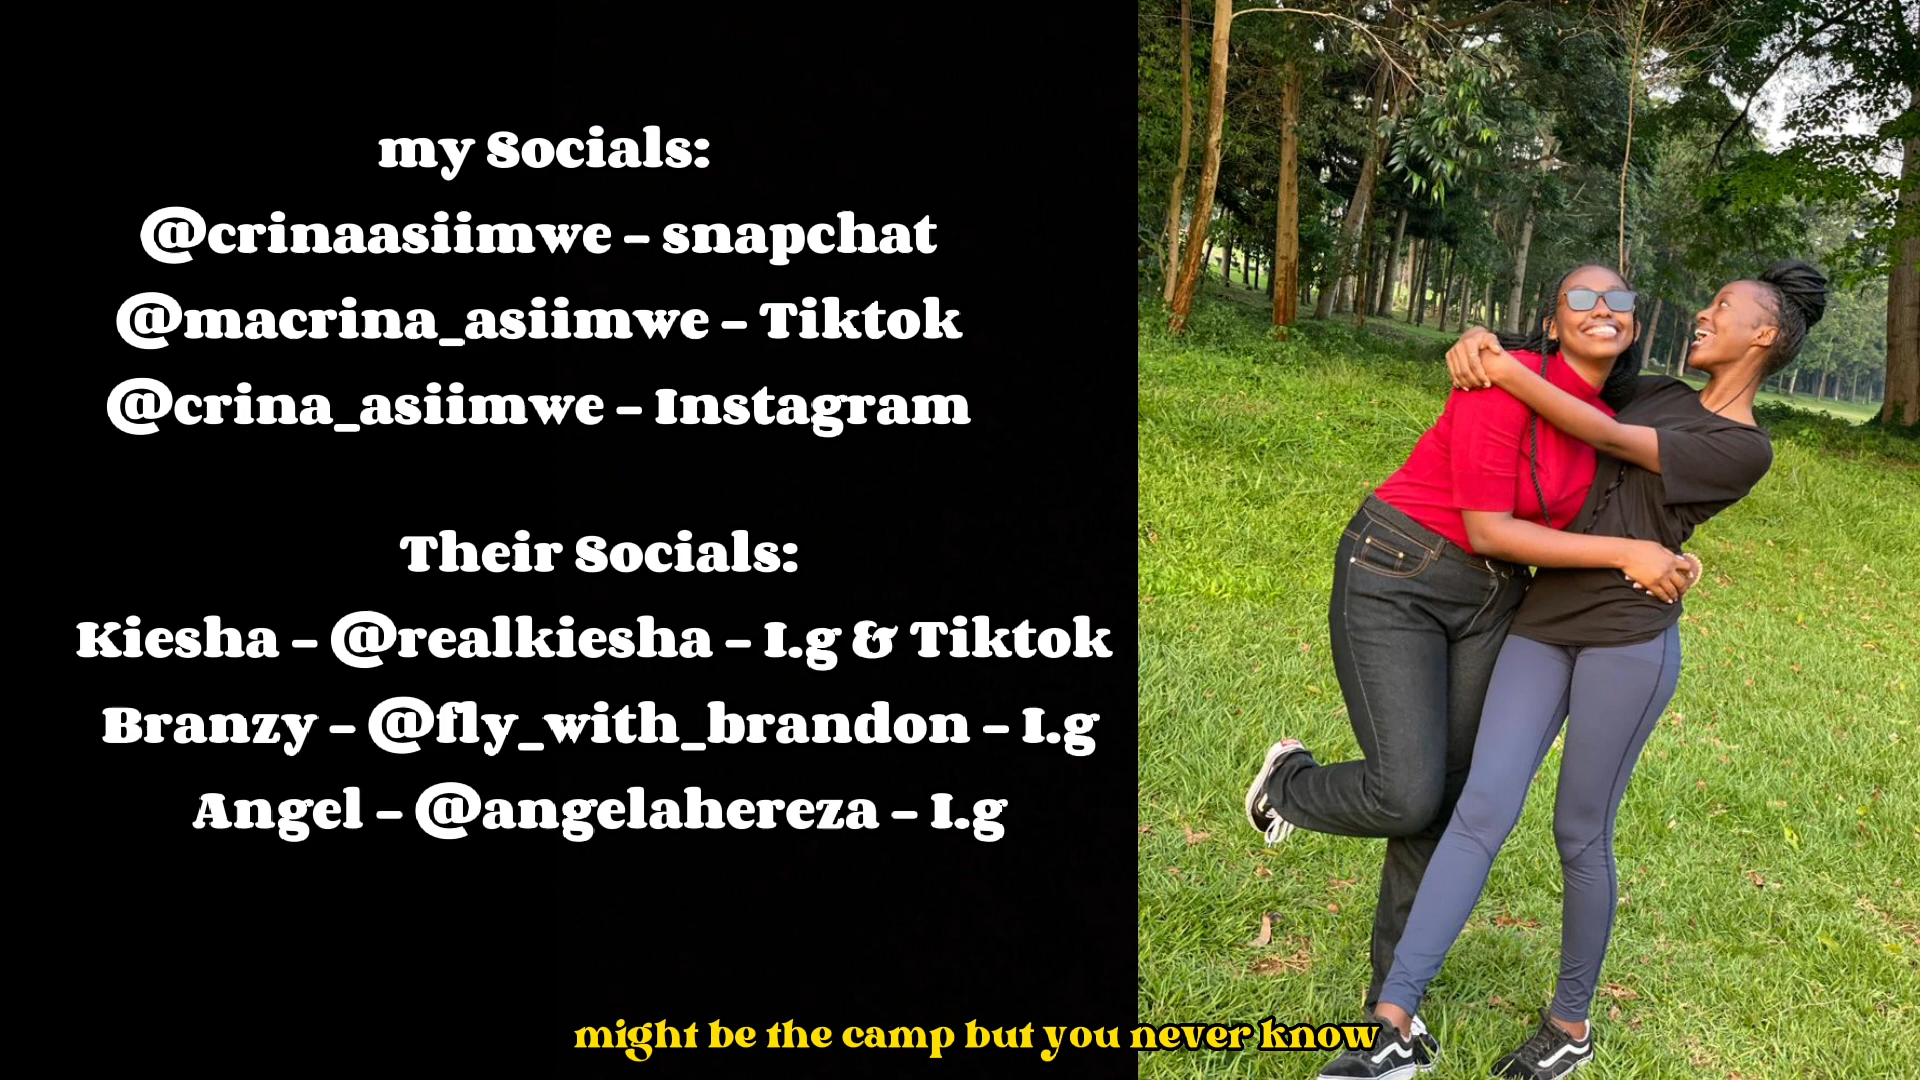 my Socials:
@crinaasiimwe - snapchat
@macrina_asiimwe - Tiktok
@crina_asiimwe - Instagram
Their Socials:
Kiesha - @realkiesha - I.g & Tiktok
Branzy - @fly_with_brandon - I.g
Angel - @angelahereza - I.g
might be the camp but you never know